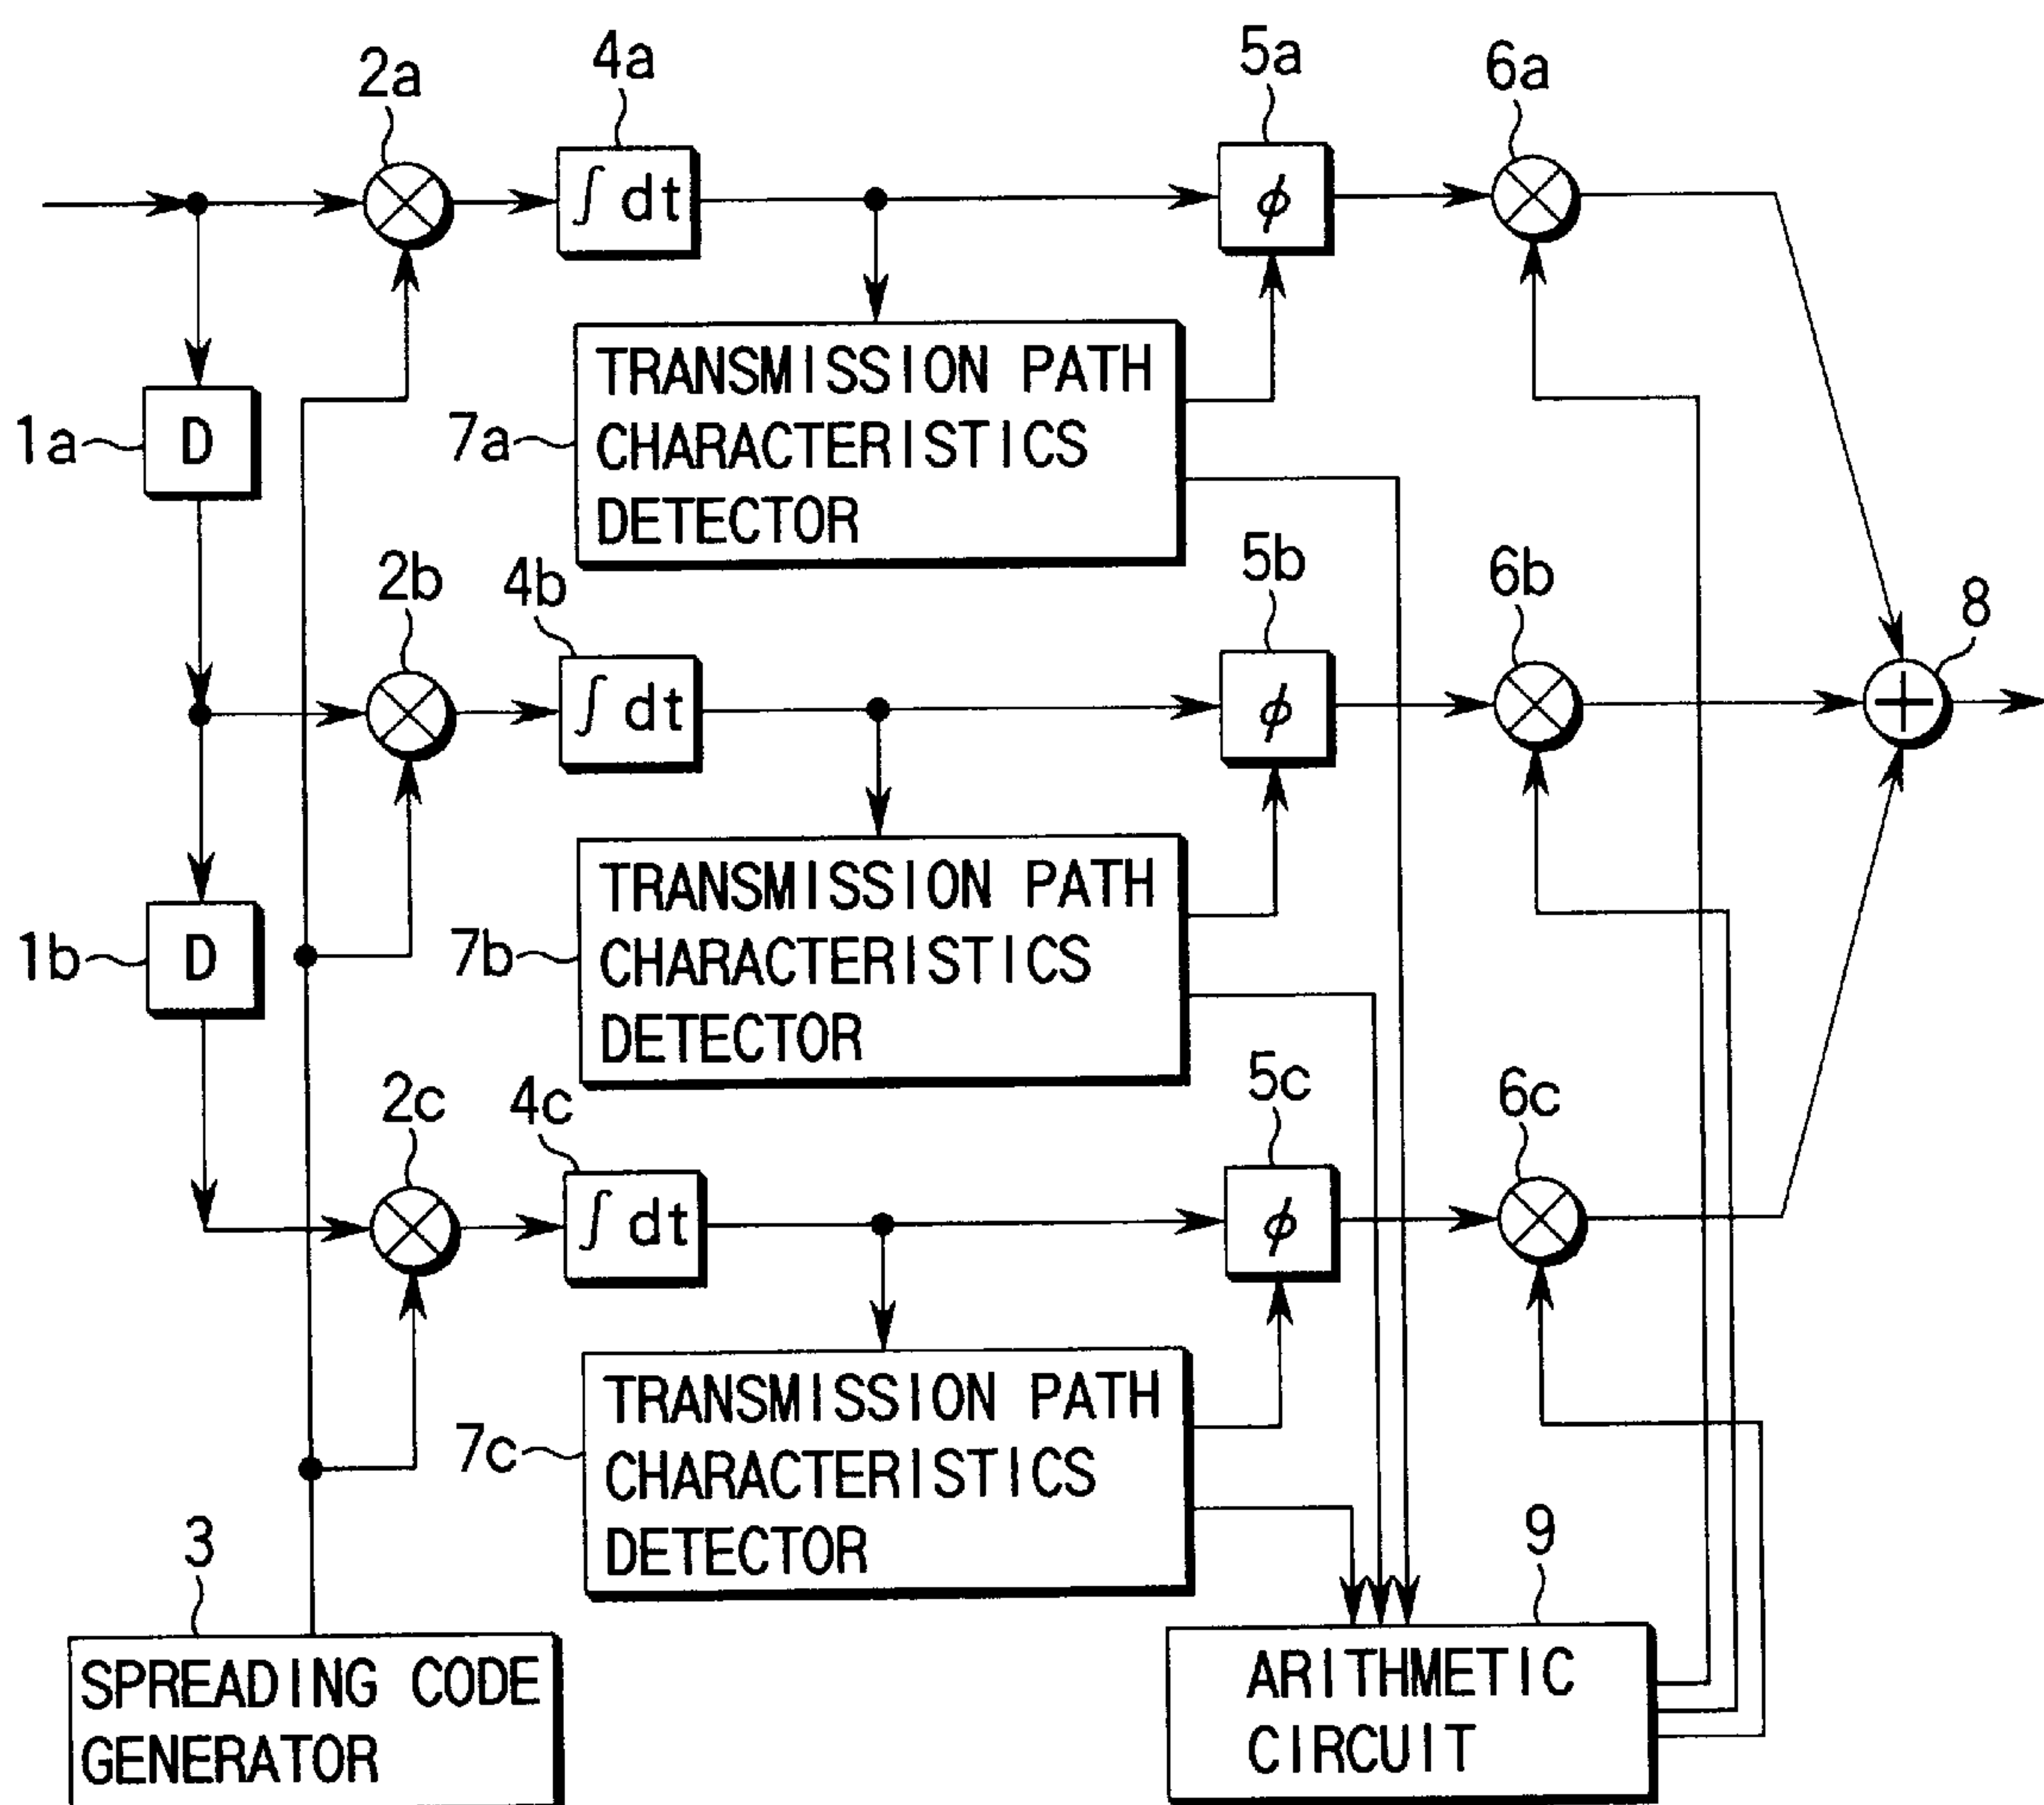 2a
4a
5a
6a
∫ dt
ϕ
TRANSMISSION PATH
CHARACTERISTICS
DETECTOR
7a
1a
D
2b
4b
5b
6b
8
∫ dt
ϕ
TRANSMISSION PATH
CHARACTERISTICS
DETECTOR
7b
1b
D
2c
4c
5c
6c
∫ dt
ϕ
TRANSMISSION PATH
CHARACTERISTICS
DETECTOR
7c
3
9
SPREADING CODE
GENERATOR
ARITHMETIC
CIRCUIT